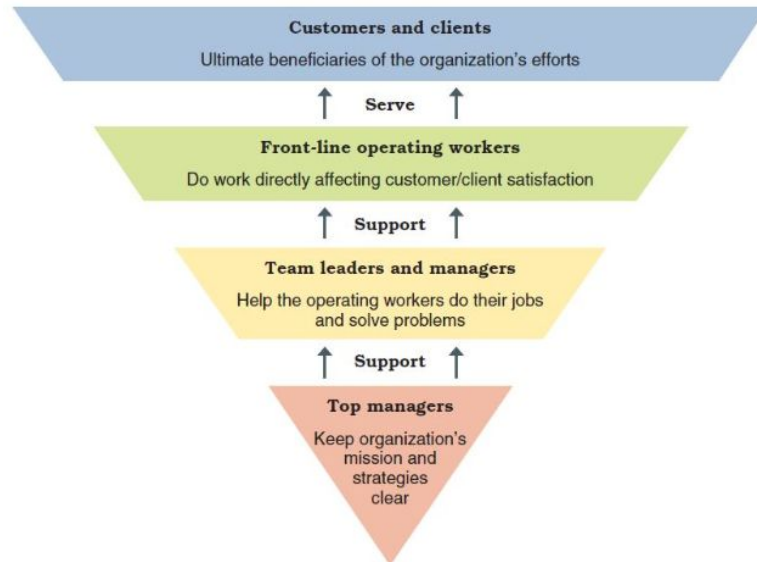 Customers and clients
Ultimate beneficiaries of the organization's efforts
Serve
Front-line operating workers
Do work directly affecting customer/client satisfaction
Support
Team leaders and managers
Help the operating workers do their jobs
and solve problems
Support
Top managers
Keep organization's
mission and
strategies
clear